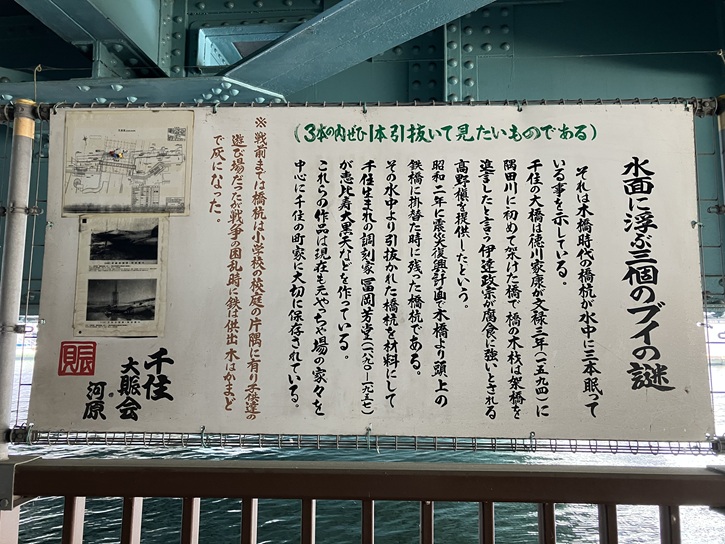 水面に浮ぶ三個のブイの謎
それは木橋時代の橋杭が水中に三本眠って
いる事を示している。
千住の大橋は徳川家康が文禄三年(一五九四)に
隅田川に初めて架けた橋で橋の木杭は架橋を
進言したと言う伊達政宗が腐食に強いとされる
高野槇を提供したという。
昭和二年に震災復興計画で木橋より頭上の
鉄橋に掛替た時に残った橋杭である。
その水中より引抜かれた橋杭を材料にして
千住生まれの彫刻家冨岡芳堂(一八九〇―一九五七)
が恵比寿大黒天などを作っている。
これらの作品は現在も元やっちゃ場の家々を
中心に千住の町家に大切に保存されている。
(3本の内ぜひ1本引抜いて見たいものである)
※戦前までは橋杭は小学校の校庭の片隅に有り子供達の
遊び場だったが戦争の困乱時に鉄は供出 木はかまど
で灰になった。
千住
大賑会
河原
賑